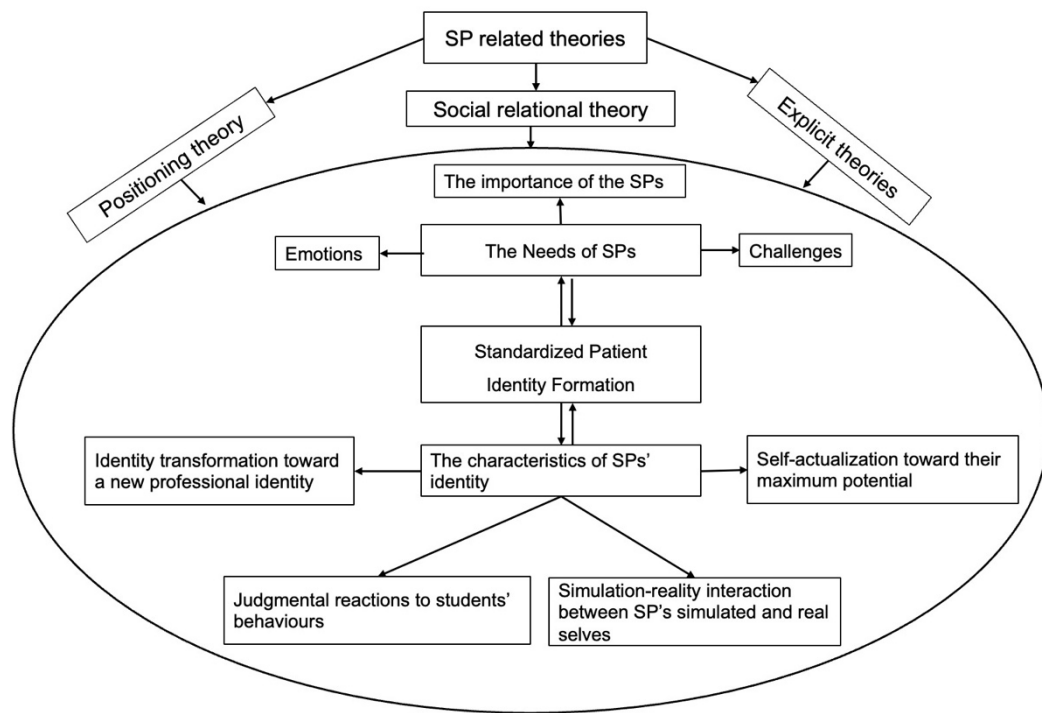 SP related theories
Social relational theory
Positioning theory
Explicit theories
The importance of the SPs
Emotions
The Needs of SPs
Challenges
Standardized Patient
Identity Formation
Identity transformation toward
a new professional identity
The characteristics of SPs’
identity
Self-actualization toward their
maximum potential
Judgmental reactions to students’
behaviours
Simulation-reality interaction
between SP’s simulated and real
selves